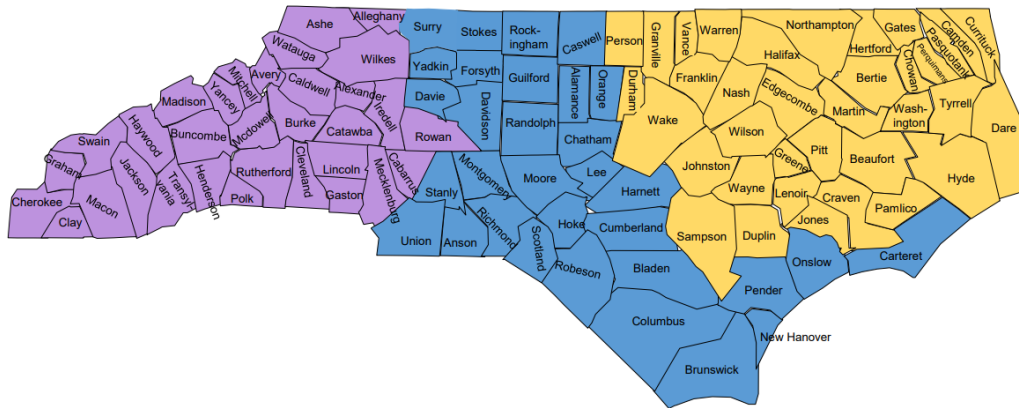 Ashe
Alleghany
Surry
Stokes
Rock-
ingham
Caswell
Person
Granville
Vance
Warren
Northampton
Gates
Hertford
Halifax
Camden
Currituck
Pasquotank
Perquimans
Chowan
Watauga
Wilkes
Yadkin
Forsyth
Guilford
Alamance
Orange
Durham
Franklin
Nash
Edgecombe
Bertie
Martin
Wash-
ington
Tyrrell
Dare
Mitchell
Avery
Yancey
Caldwell
Alexander
Iredell
Davie
Davidson
Randolph
Chatham
Wake
Wilson
Pitt
Beaufort
Hyde
Madison
Buncombe
Mcdowell
Burke
Catawba
Rowan
Johnston
Greene
Swain
Haywood
Graham
Jackson
Transyl-
vania
Henderson
Rutherford
Polk
Cleveland
Lincoln
Gaston
Mecklenburg
Cabarrus
Stanly
Montgomery
Moore
Lee
Harnett
Wayne
Lenoir
Craven
Jones
Pamlico
Cherokee
Clay
Macon
Union
Anson
Richmond
Scotland
Hoke
Cumberland
Sampson
Duplin
Onslow
Carteret
Robeson
Bladen
Pender
Columbus
New Hanover
Brunswick